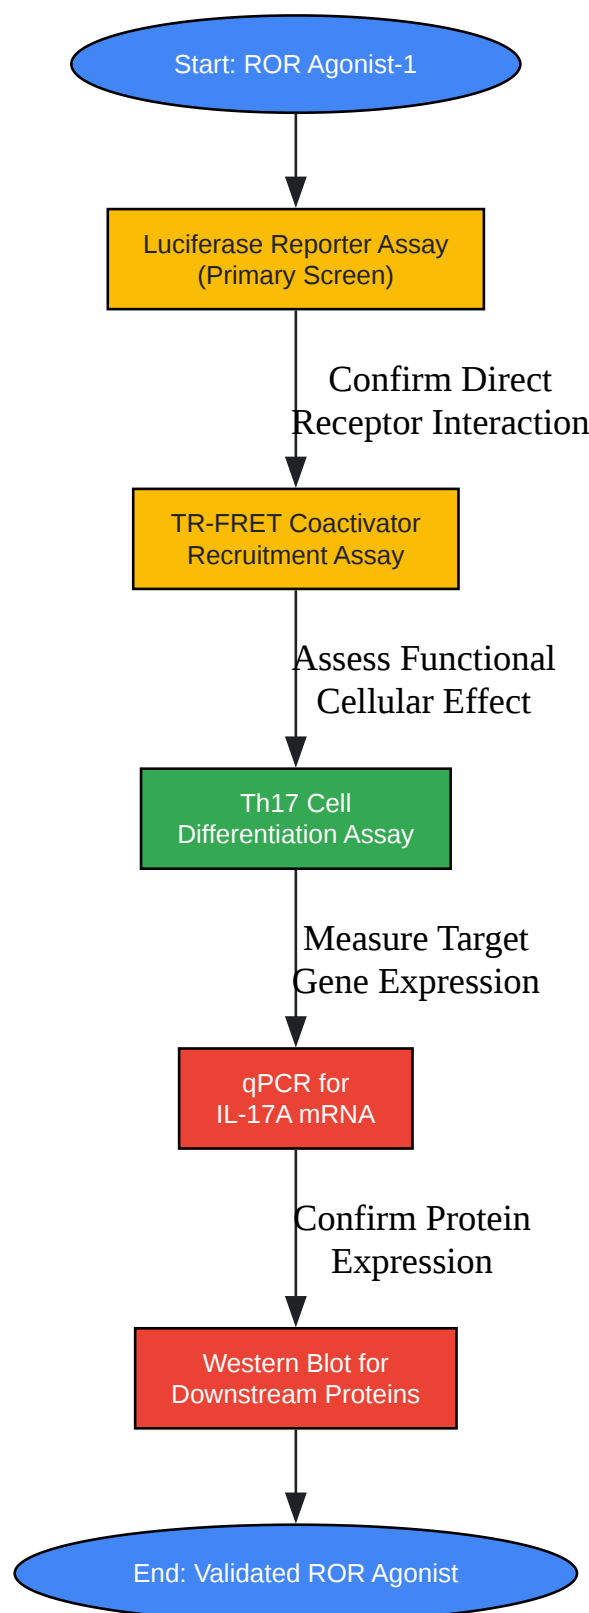 Start: ROR Agonist-1
Luciferase Reporter Assay
(Primary Screen)
Confirm Direct
Receptor Interaction
TR-FRET Coactivator
Recruitment Assay
Assess Functional
Cellular Effect
Th17 Cell
Differentiation Assay
Measure Target
Gene Expression
qPCR for
IL-17A mRNA
Confirm Protein
Expression
Western Blot for
Downstream Proteins
End: Validated ROR Agonist